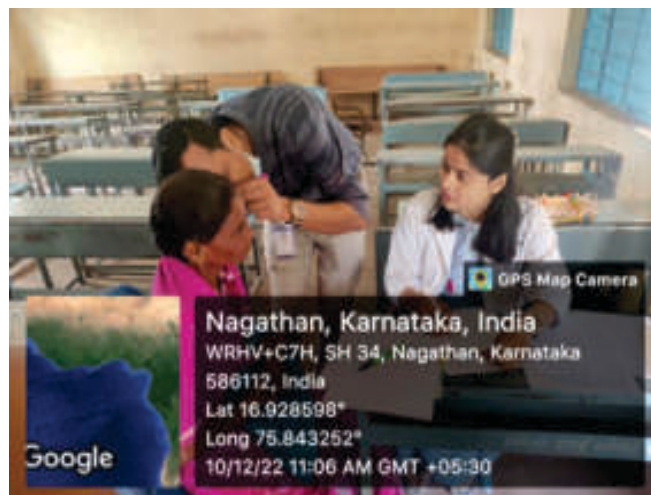 GPS Map Camera
Nagathan, Karnataka, India
WRHV+C7H, SH 34, Nagathan, Karnataka
586112, India
Lat 16.928598°
Long 75.843252°
10/12/22 11:06 AM GMT +05:30
Google